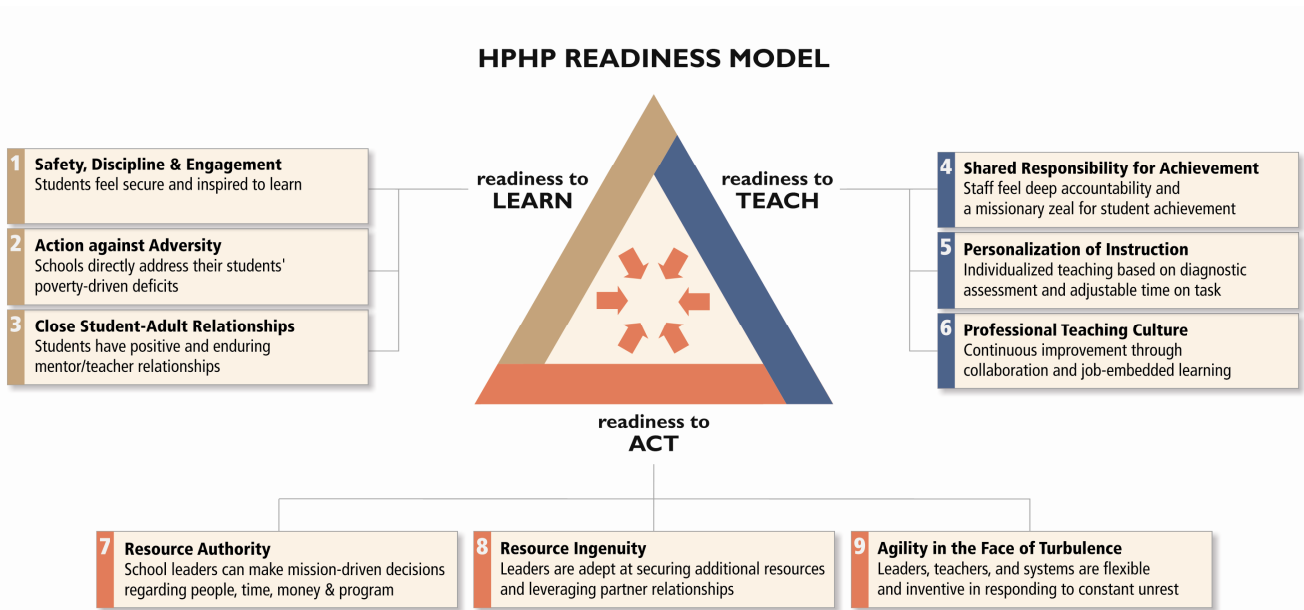 HPHP READINESS MODEL
1
Safety, Discipline & Engagement
Students feel secure and inspired to learn
2
Action against Adversity
Schools directly address their students'
poverty-driven deficits
3
Close Student-Adult Relationships
Students have positive and enduring
mentor/teacher relationships
readiness to
LEARN
readiness to
TEACH
4
Shared Responsibility for Achievement
Staff feel deep accountability and
a missionary zeal for student achievement
5
Personalization of Instruction
Individualized teaching based on diagnostic
assessment and adjustable time on task
6
Professional Teaching Culture
Continuous improvement through
collaboration and job-embedded learning
readiness to
ACT
7
Resource Authority
School leaders can make mission-driven decisions
regarding people, time, money & program
8
Resource Ingenuity
Leaders are adept at securing additional resources
and leveraging partner relationships
9
Agility in the Face of Turbulence
Leaders, teachers, and systems are flexible
and inventive in responding to constant unrest